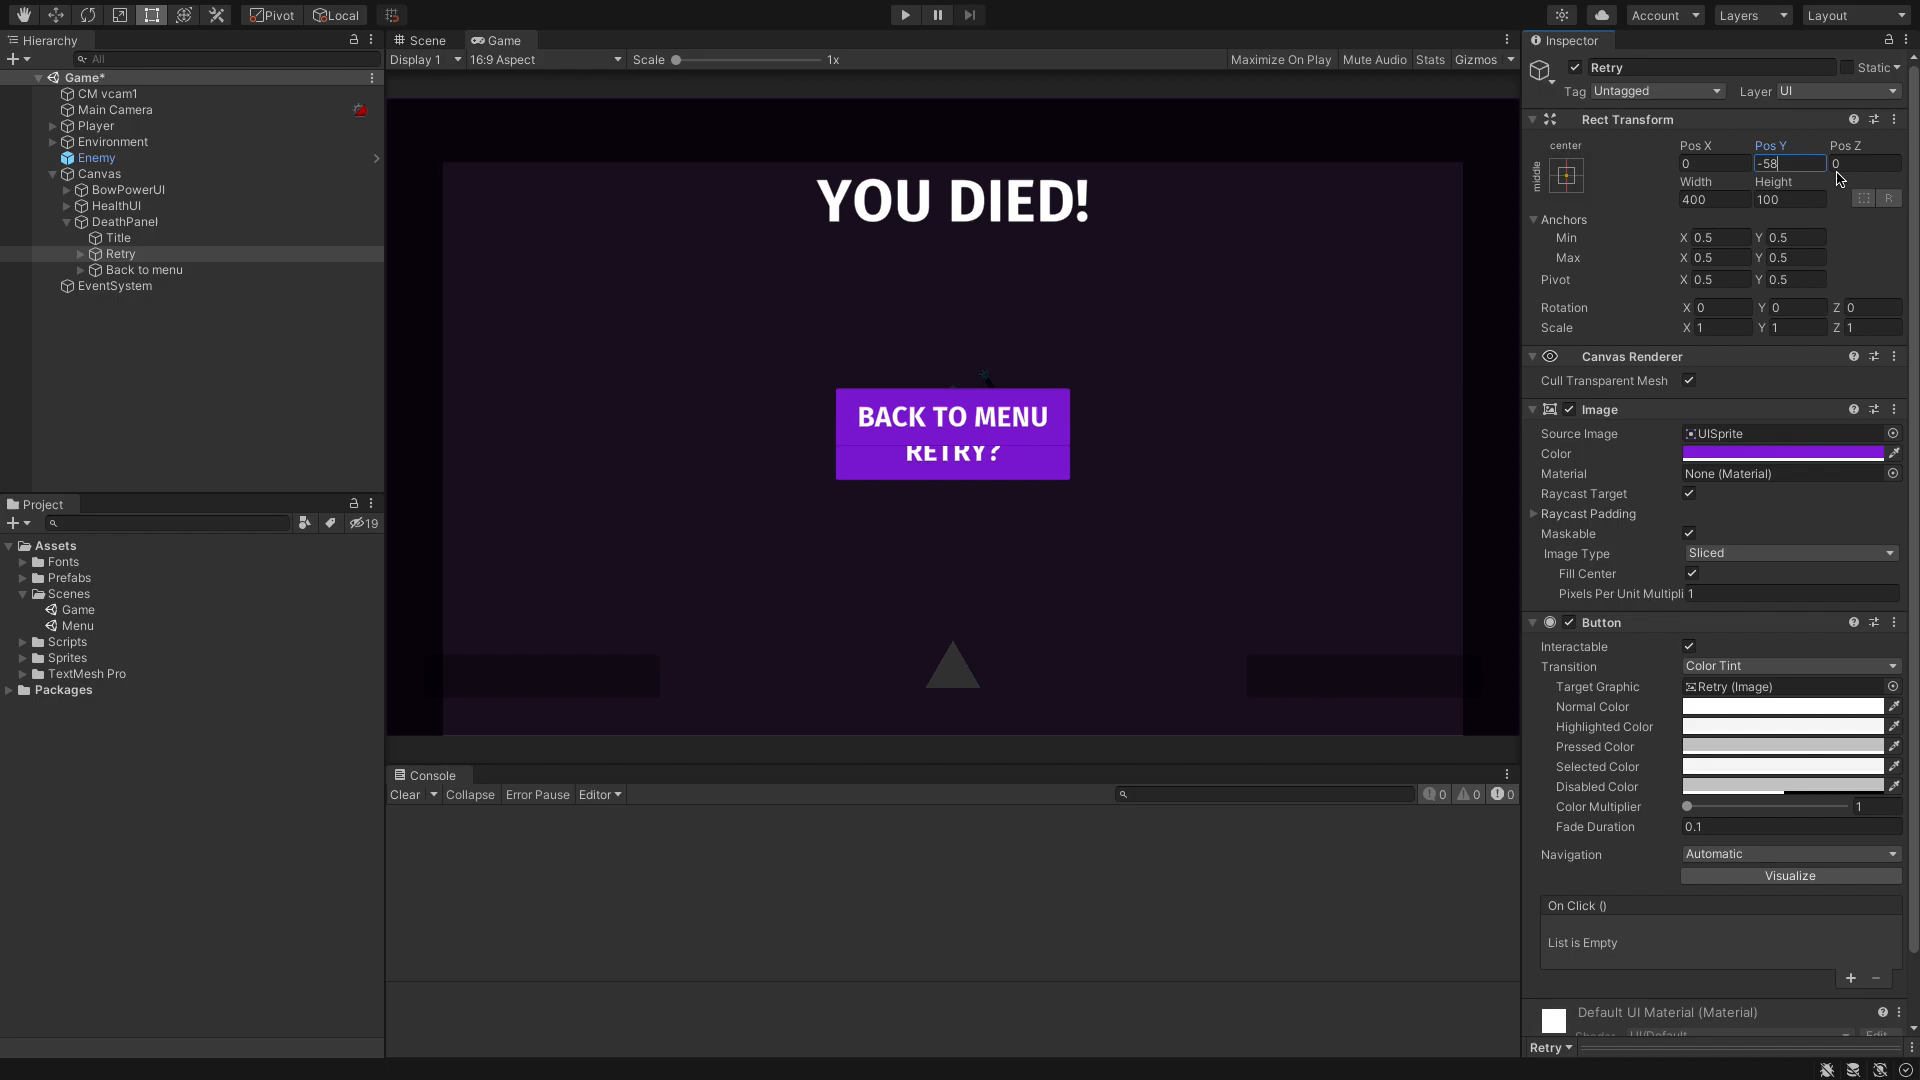 Pivot
Local
Account
Layers
Layout
Hierarchy
All
Game*
CM vcam1
Main Camera
Player
Environment
Enemy
Canvas
BowPowerUI
HealthUI
DeathPanel
Title
Retry
Back to menu
EventSystem
Project
19
Assets
Fonts
Prefabs
Scenes
Game
Menu
Scripts
Sprites
TextMesh Pro
Packages
Scene
Game
Display 1
16:9 Aspect
Scale
1x
Maximize On Play
Mute Audio
Stats
Gizmos
YOU DIED!
BACK TO MENU
RETRY?
Console
Clear
Collapse
Error Pause
Editor
0
0
0
Inspector
Retry
Static
Tag
Untagged
Layer
UI
Rect Transform
center
middle
Pos X
Pos Y
Pos Z
0
-58
0
Width
Height
400
100
R
Anchors
Min
X 0.5
Y 0.5
Max
X 0.5
Y 0.5
Pivot
X 0.5
Y 0.5
Rotation
X 0
Y 0
Z 0
Scale
X 1
Y 1
Z 1
Canvas Renderer
Cull Transparent Mesh
Image
Source Image
UISprite
Color
Material
None (Material)
Raycast Target
Raycast Padding
Maskable
Image Type
Sliced
Fill Center
Pixels Per Unit Multipli
1
Button
Interactable
Transition
Color Tint
Target Graphic
Retry (Image)
Normal Color
Highlighted Color
Pressed Color
Selected Color
Disabled Color
Color Multiplier
1
Fade Duration
0.1
Navigation
Automatic
Visualize
On Click ()
List is Empty
Default UI Material (Material)
Shader
UI/Default
Edit
Retry